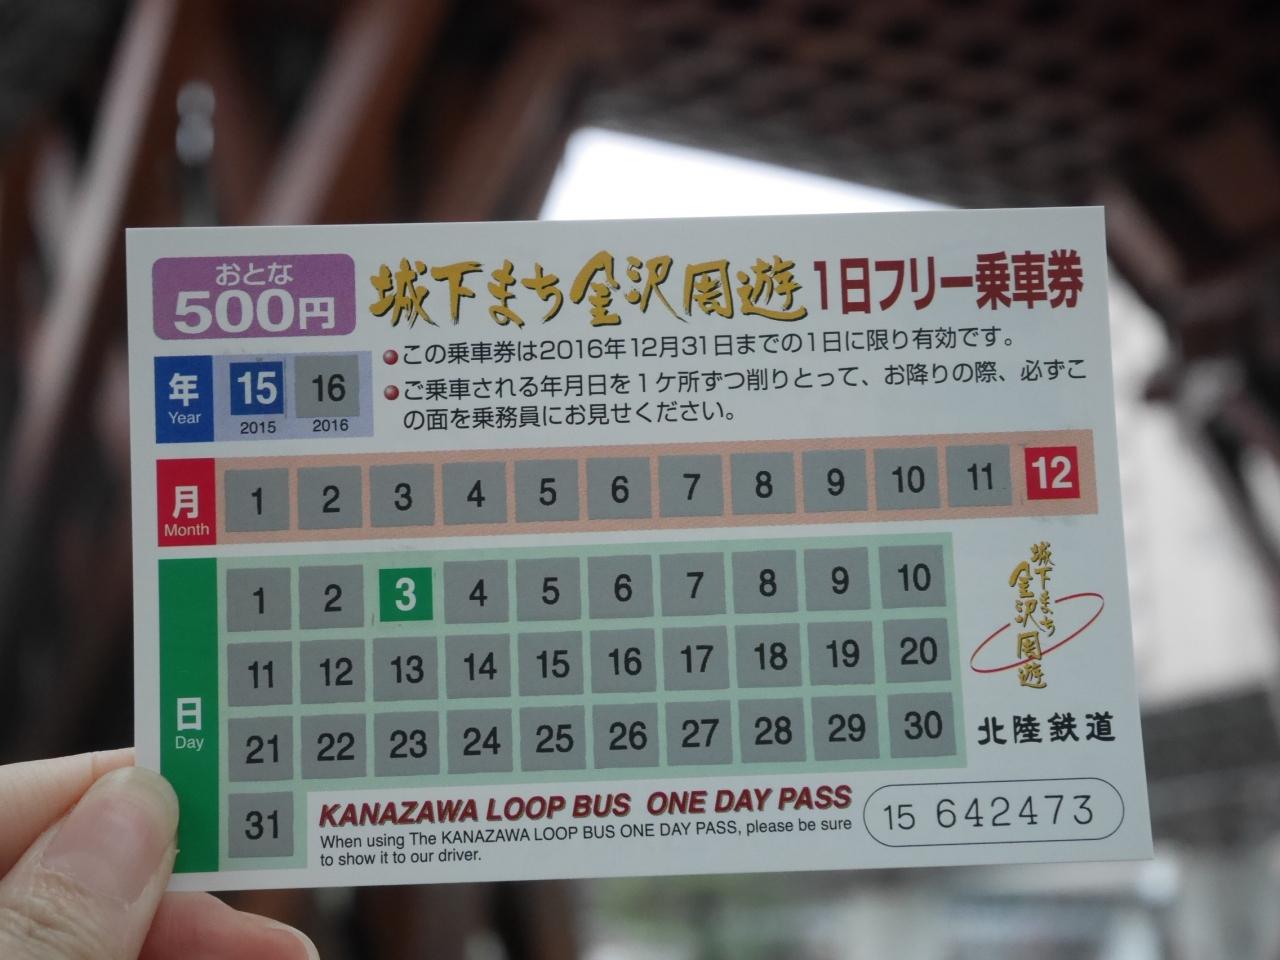 おとな
500円
城下まち金沢周遊1日フリー乗車券
●この乗車券は2016年12月31日までの1日に限り有効です。
●ご乗車される年月日を1ケ所ずつ削りとって、お降りの際、必ずこ
の面を乗務員にお見せください。
年 15 16
Year 2015 2016
月 1 2 3 4 5 6 7 8 9 10 11 12
Month
1 2 3 4 5 6 7 8 9 10
11 12 13 14 15 16 17 18 19 20
日 21 22 23 24 25 26 27 28 29 30
Day
31
城下まち
金沢周遊
北陸鉄道
KANAZAWA LOOP BUS ONE DAY PASS
When using The KANAZAWA LOOP BUS ONE DAY PASS, please be sure
to show it to our driver.
15 642473